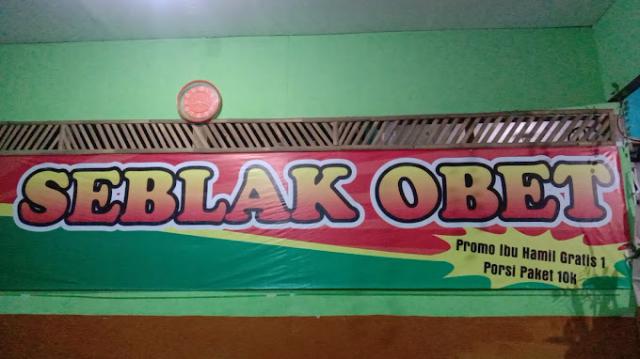 SEBLAK OBET
Promo Ibu Hamil Gratis 1
Porsi Paket 10k